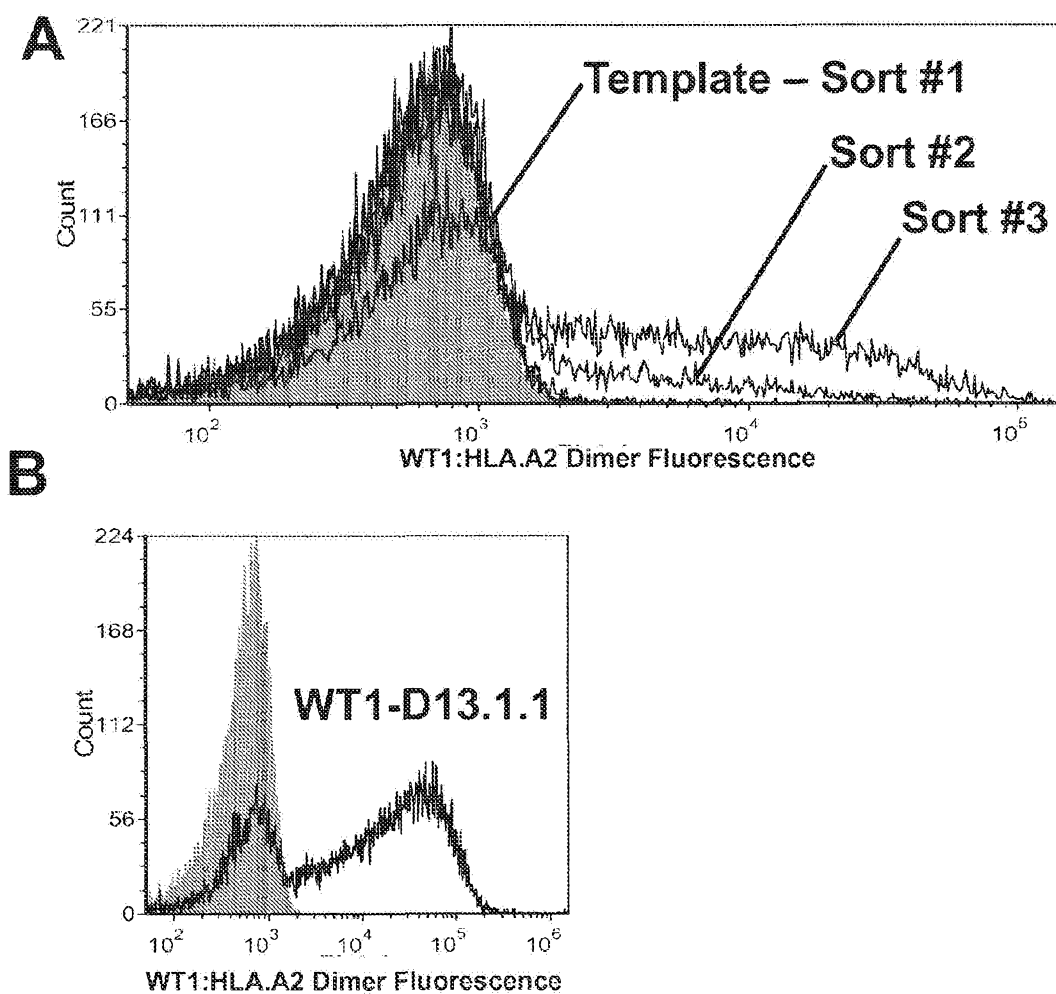 A
221
166
111
55
0
Count
Template – Sort #1
Sort #2
Sort #3
10² 10³ 10⁴ 10⁵
WT1:HLA.A2 Dimer Fluorescence
B
224
168
112
56
0
Count
WT1-D13.1.1
10² 10³ 10⁴ 10⁵ 10⁶
WT1:HLA.A2 Dimer Fluorescence